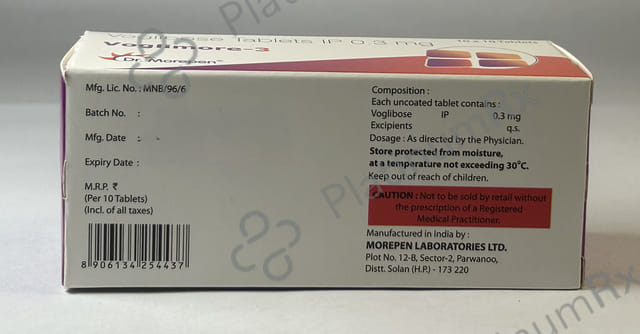 Voglibose Tablets IP 0.3 mg
10 x 10 Tablets
Vogamore-3
Dr. Morepen
Mfg. Lic. No. : MNB/96/6
Batch No. :
Mfg. Date :
Expiry Date :
M.R.P. ₹
(Per 10 Tablets)
(Incl. of all taxes)
8 906134 254437
Composition :
Each uncoated tablet contains :
Voglibose IP 0.3 mg
Excipients q.s.
Dosage : As directed by the Physician.
Store protected from moisture,
at a temperature not exceeding 30°C.
Keep out of reach of children.
CAUTION : Not to be sold by retail without
the prescription of a Registered
Medical Practitioner.
Manufactured in India by :
MOREPEN LABORATORIES LTD.
Plot No. 12-B, Sector-2, Parwanoo,
Distt. Solan (H.P.) - 173 220
PlatinumRx